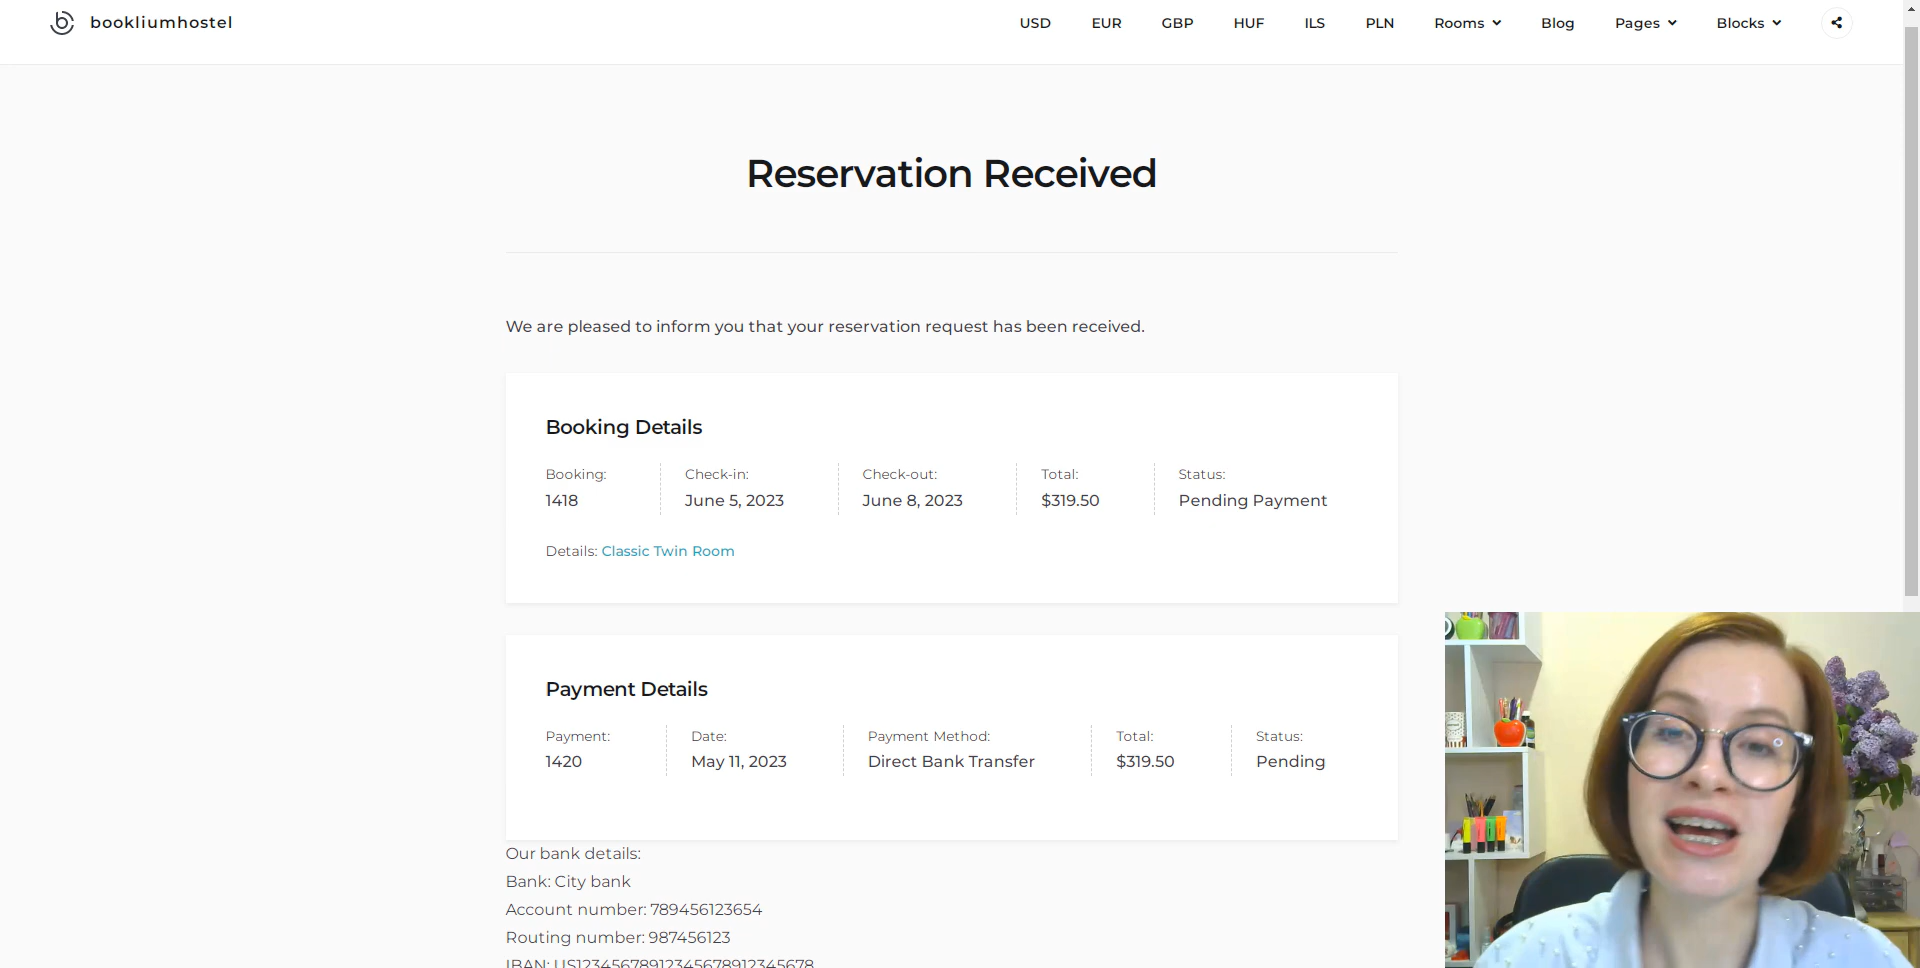 bookliumhostel
USD EUR GBP HUF ILS PLN Rooms Blog Pages Blocks
Reservation Received
We are pleased to inform you that your reservation request has been received.
Booking Details
Booking: Check-in: Check-out: Total: Status:
1418 June 5, 2023 June 8, 2023 $319.50 Pending Payment
Details: Classic Twin Room
Payment Details
Payment: Date: Payment Method: Total: Status:
1420 May 11, 2023 Direct Bank Transfer $319.50 Pending
Our bank details:
Bank: City bank
Account number: 789456123654
Routing number: 987456123
IBAN: US12345678912345678912345678